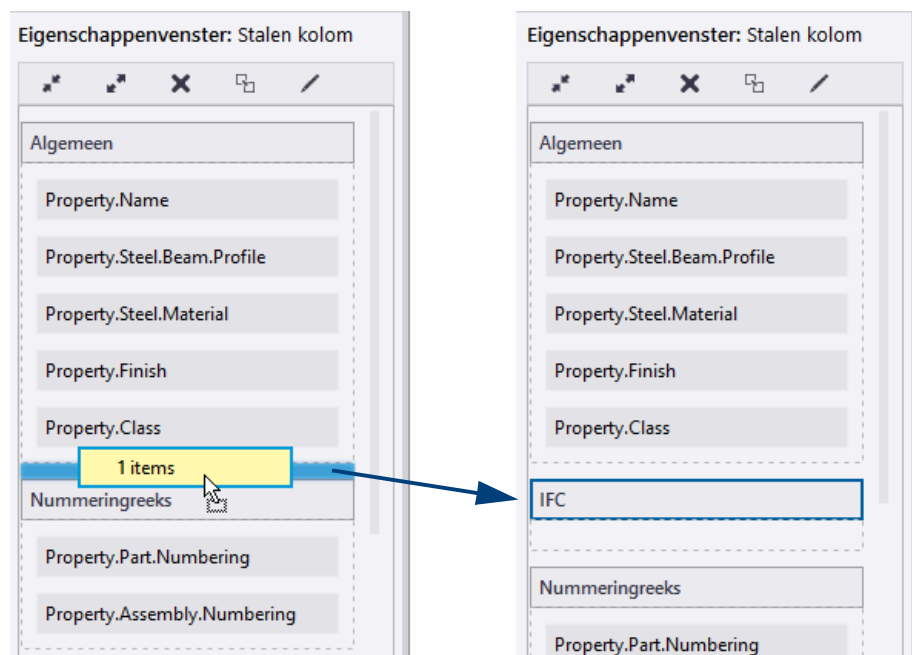 Eigenschappenvenster: Stalen kolom
Algemeen
Property.Name
Property.Steel.Beam.Profile
Property.Steel.Material
Property.Finish
Property.Class
1 items
Nummeringreeks
Property.Part.Numbering
Property.Assembly.Numbering
Eigenschappenvenster: Stalen kolom
Algemeen
Property.Name
Property.Steel.Beam.Profile
Property.Steel.Material
Property.Finish
Property.Class
IFC
Nummeringreeks
Property.Part.Numbering